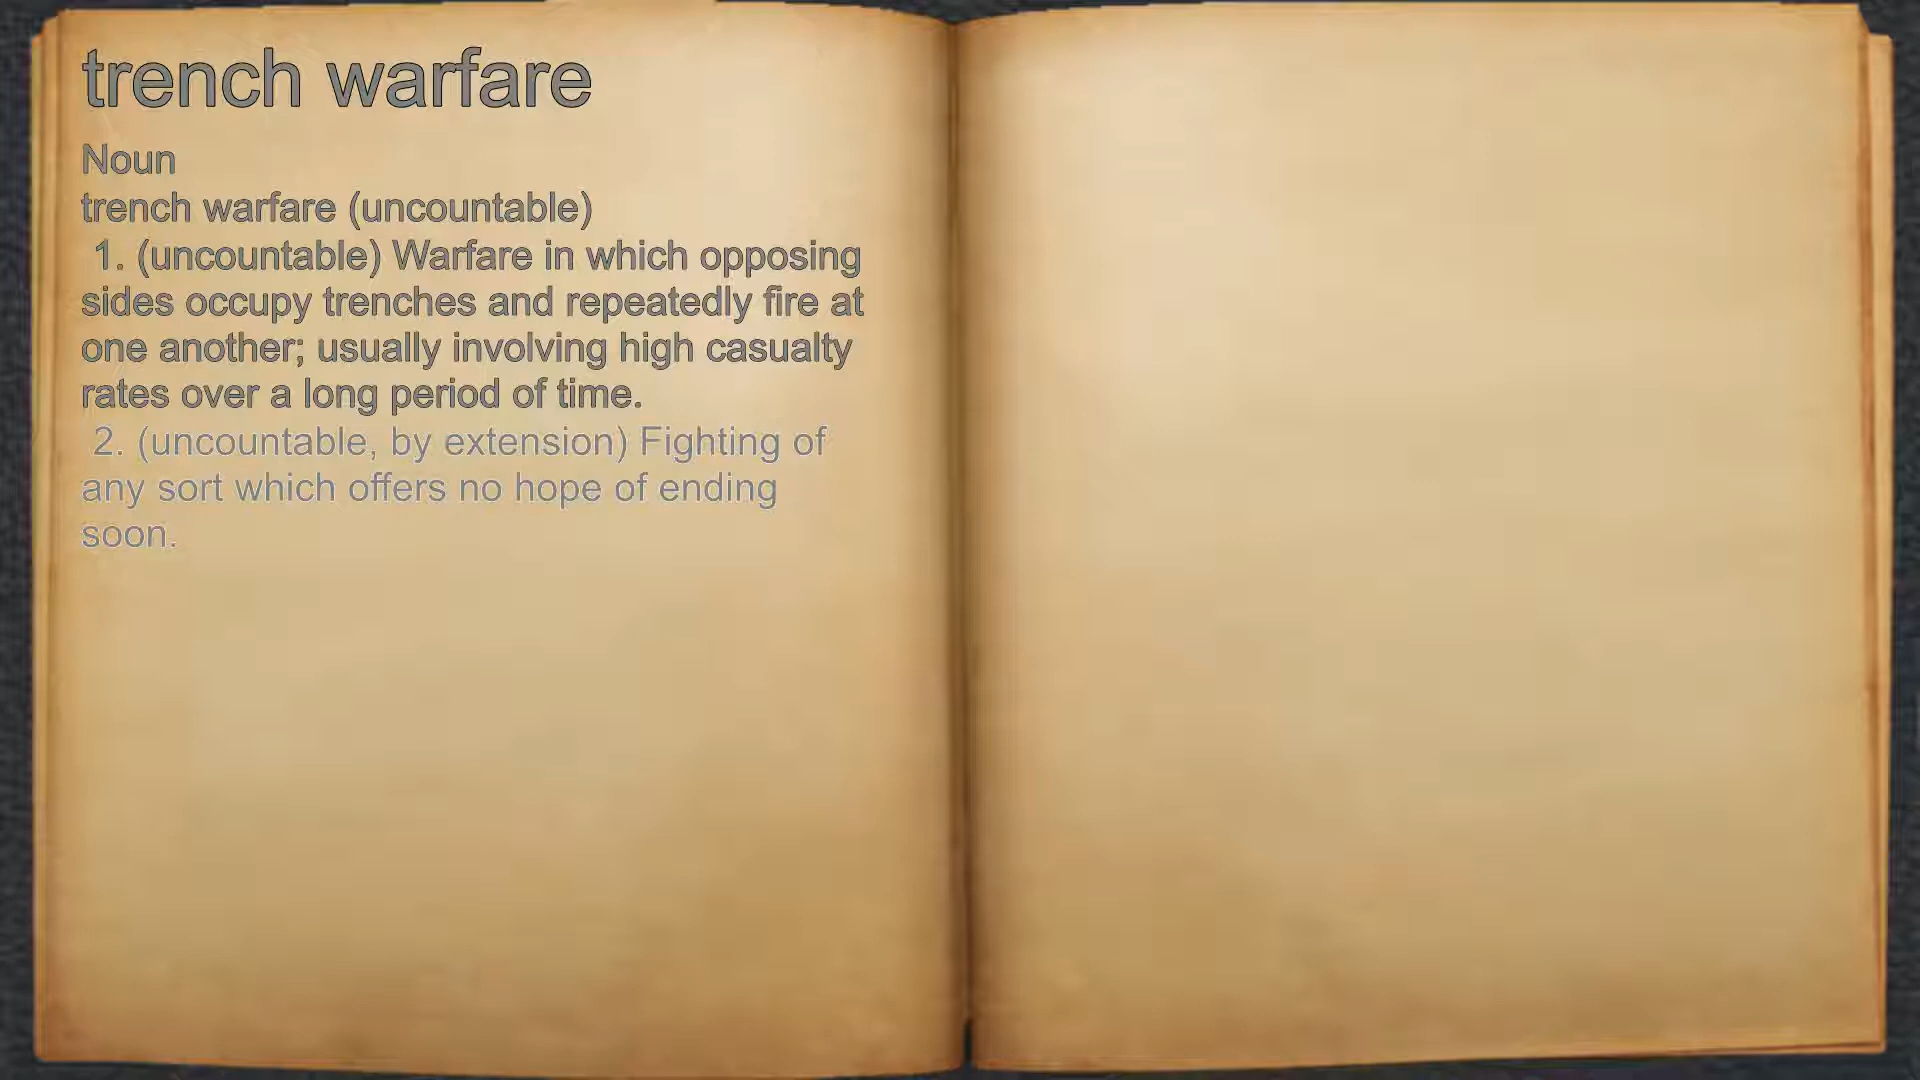 trench warfare
Noun
trench warfare (uncountable)
1. (uncountable) Warfare in which opposing
sides occupy trenches and repeatedly fire at
one another; usually involving high casualty
rates over a long period of time.
2. (uncountable, by extension) Fighting of
any sort which offers no hope of ending
soon.